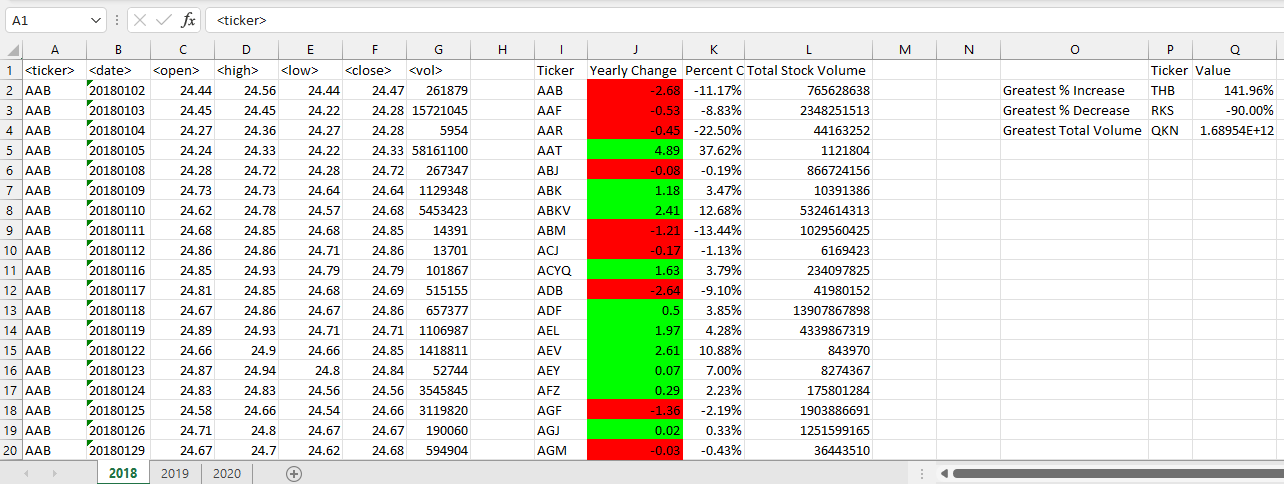 A1 fx <ticker>
A B C D E F G H I J K L M N O P Q
1 <ticker> <date> <open> <high> <low> <close> <vol> Ticker Yearly Change Percent C Total Stock Volume Ticker Value
2 AAB 20180102 24.44 24.56 24.44 24.47 261879 AAB -2.68 -11.17% 765628638 Greatest % Increase THB 141.96%
3 AAB 20180103 24.45 24.45 24.22 24.28 15721045 AAF -0.53 -8.83% 2348251513 Greatest % Decrease RKS -90.00%
4 AAB 20180104 24.27 24.36 24.27 24.28 5954 AAR -0.45 -22.50% 44163252 Greatest Total Volume QKN 1.68954E+12
5 AAB 20180105 24.24 24.33 24.22 24.33 58161100 AAT 4.89 37.62% 1121804
6 AAB 20180108 24.28 24.72 24.28 24.72 267347 ABJ -0.08 -0.19% 866724156
7 AAB 20180109 24.73 24.73 24.64 24.64 1129348 ABK 1.18 3.47% 10391386
8 AAB 20180110 24.62 24.78 24.57 24.68 5453423 ABKV 2.41 12.68% 5324614313
9 AAB 20180111 24.68 24.85 24.68 24.85 14391 ABM -1.21 -13.44% 1029560425
10 AAB 20180112 24.86 24.86 24.71 24.86 13701 ACJ -0.17 -1.13% 6169423
11 AAB 20180116 24.85 24.93 24.79 24.79 101867 ACYQ 1.63 3.79% 234097825
12 AAB 20180117 24.81 24.85 24.68 24.69 515155 ADB -2.64 -9.10% 41980152
13 AAB 20180118 24.67 24.86 24.67 24.86 657377 ADF 0.5 3.85% 13907867898
14 AAB 20180119 24.89 24.93 24.71 24.71 1106987 AEL 1.97 4.28% 4339867319
15 AAB 20180122 24.66 24.9 24.66 24.85 1418811 AEV 2.61 10.88% 843970
16 AAB 20180123 24.87 24.94 24.8 24.84 52744 AEY 0.07 7.00% 8274367
17 AAB 20180124 24.83 24.83 24.56 24.56 3545845 AFZ 0.29 2.23% 175801284
18 AAB 20180125 24.58 24.66 24.54 24.66 3119820 AGF -1.36 -2.19% 1903886691
19 AAB 20180126 24.71 24.8 24.67 24.67 190060 AGJ 0.02 0.33% 1251599165
20 AAB 20180129 24.67 24.7 24.62 24.68 594904 AGM -0.03 -0.43% 36443510
2018 2019 2020